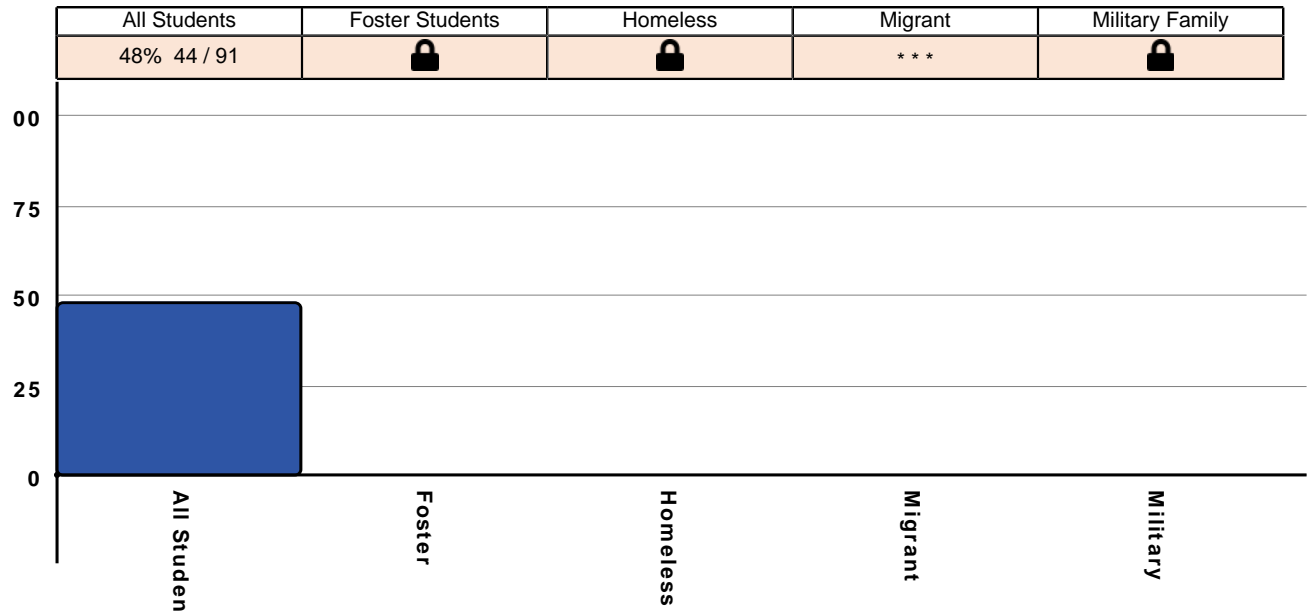 All Students Foster Students Homeless Migrant Military Family
48% 44 / 91 * * *
00
75
50
25
0
All Studen
Foster
Homeless
Migrant
Military